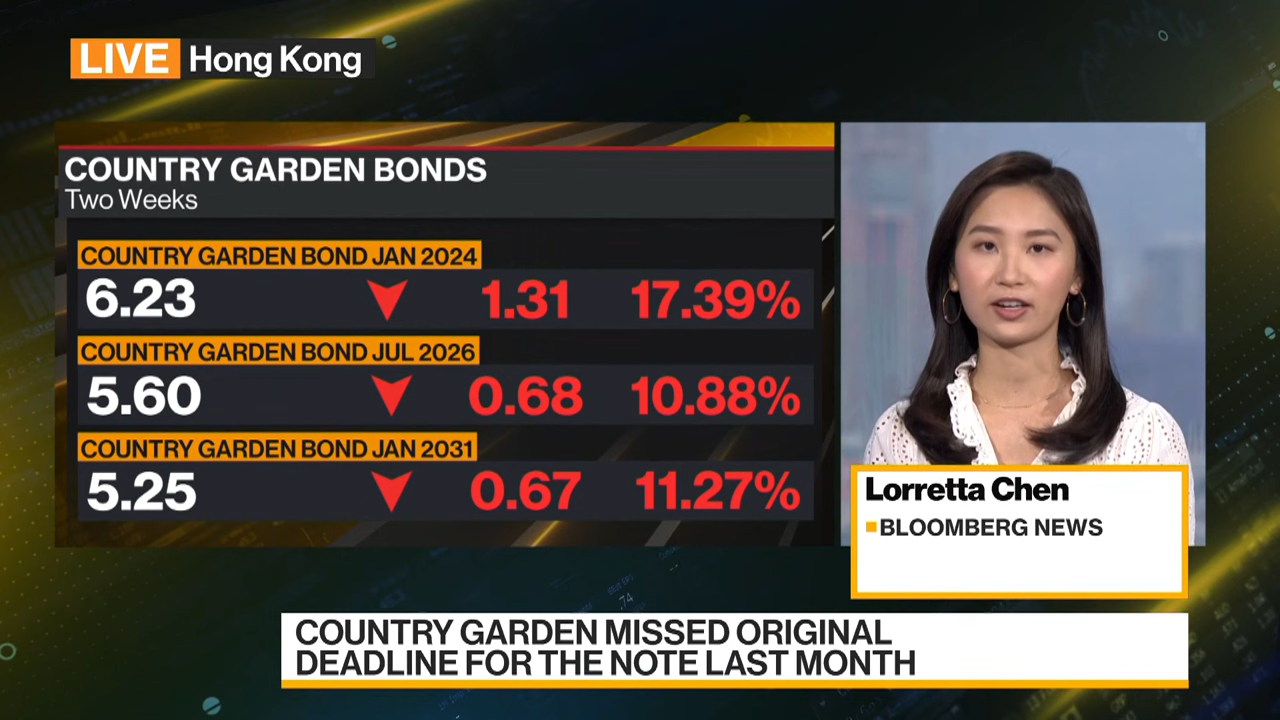 LIVE Hong Kong
COUNTRY GARDEN BONDS
Two Weeks
COUNTRY GARDEN BOND JAN 2024
6.23 1.31 17.39%
COUNTRY GARDEN BOND JUL 2026
5.60 0.68 10.88%
COUNTRY GARDEN BOND JAN 2031
5.25 0.67 11.27%
Lorretta Chen
BLOOMBERG NEWS
COUNTRY GARDEN MISSED ORIGINAL
DEADLINE FOR THE NOTE LAST MONTH